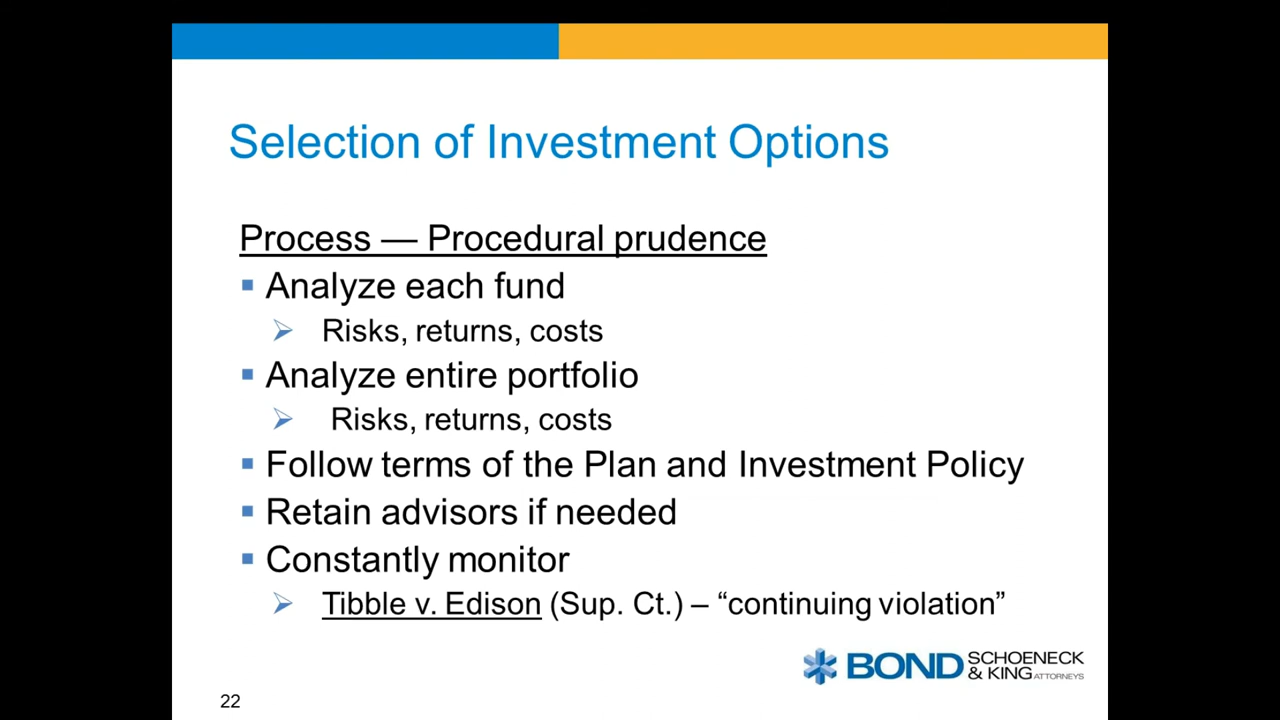 Selection of Investment Options
Process — Procedural prudence
▪ Analyze each fund
➢ Risks, returns, costs
▪ Analyze entire portfolio
➢ Risks, returns, costs
▪ Follow terms of the Plan and Investment Policy
▪ Retain advisors if needed
▪ Constantly monitor
➢ Tibble v. Edison (Sup. Ct.) – “continuing violation”
BOND SCHOENECK
& KING ATTORNEYS
22